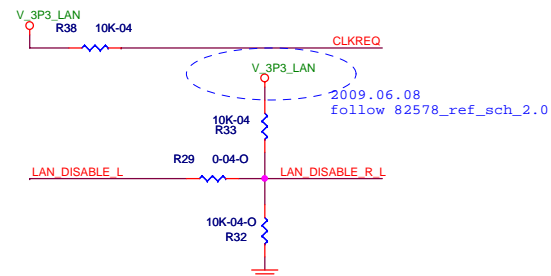 V_3P3_LAN
R38 10K-04
CLKREQ
V_3P3_LAN
2009.06.08
follow 82578_ref_sch_2.0
10K-04
R33
R29 0-04-O
LAN_DISABLE_L
LAN_DISABLE_R_L
10K-04-O
R32